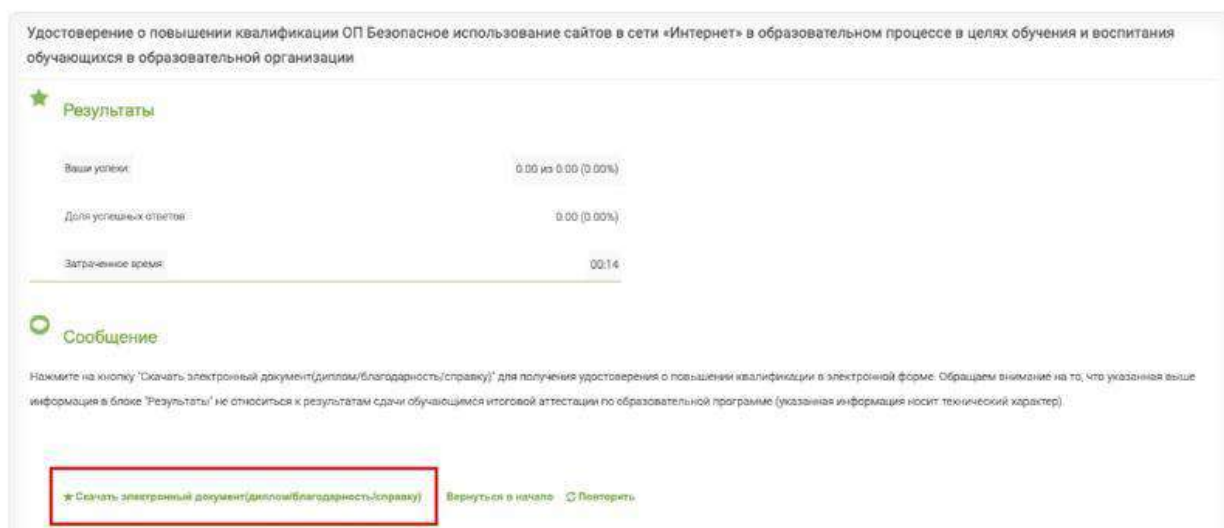 Удостоверение о повышении квалификации ОП Безопасное использование сайтов в сети «Интернет» в образовательном процессе в целях обучения и воспитания
обучающихся в образовательной организации
Результаты
Ваши успехи: 0.00 из 0.00 (0.00%)
Доля успешных ответов 0.00 (0.00%)
Затраченное время: 00:14
Сообщение
Нажмите на кнопку "Скачать электронный документ(диплом/благодарность/справку)" для получения удостоверения о повышении квалификации в электронной форме. Обращаем внимание на то, что указанная выше
информация в блоке "Результаты" не относиться к результатам сдачи обучающимся итоговой аттестации по образовательной программе (указанная информация носит технический характер).
Скачать электронный документ(диплом/благодарность/справку) Вернуться в начало Повторить